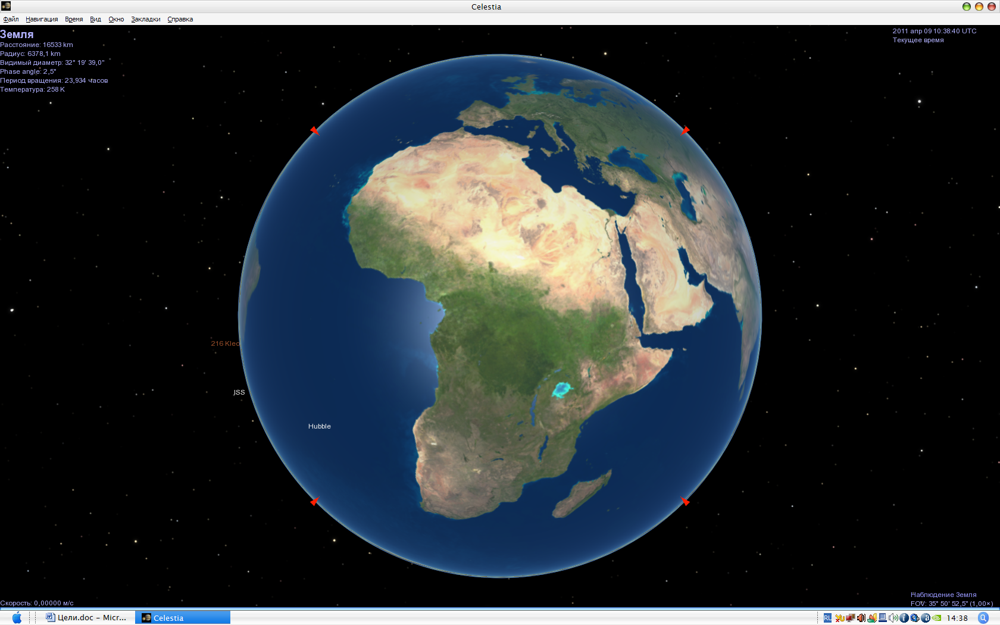 Celestia
Файл Навигация Время Вид Окно Закладки Справка
Земля
Расстояние: 16533 km
Радиус: 6378,1 km
Видимый диаметр: 32° 19' 39,0"
Phase angle: 2,5°
Период вращения: 23,934 часов
Температура: 258 K
2011 апр 09 10:38:40 UTC
Текущее время
216 Kleo
ISS
Hubble
Скорость: 0,00000 м/с
Наблюдение Земля
FOV: 35° 50' 52,5" (1,00×)
Цели.doc - Micr...
Celestia
RU
14:38